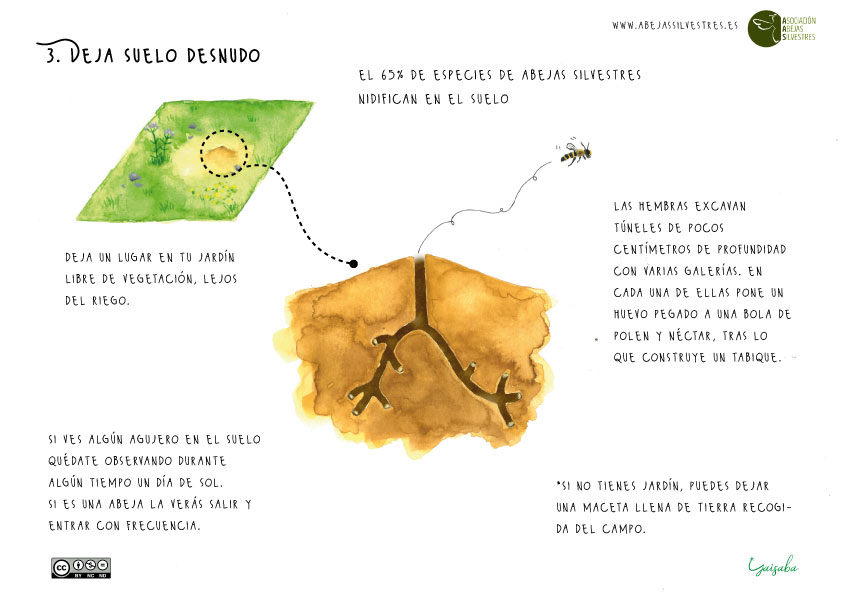 WWW.ABEJASSILVESTRES.ES
ASOCIACIÓN
ABEJAS
SILVESTRES
3. DEJA SUELO DESNUDO
EL 65% DE ESPECIES DE ABEJAS SILVESTRES
NIDIFICAN EN EL SUELO
LAS HEMBRAS EXCAVAN
TÚNELES DE POCOS
CENTÍMETROS DE PROFUNDIDAD
CON VARIAS GALERÍAS. EN
CADA UNA DE ELLAS PONE UN
HUEVO PEGADO A UNA BOLA DE
POLEN Y NÉCTAR, TRAS LO
QUE CONSTRUYE UN TABIQUE.
DEJA UN LUGAR EN TU JARDÍN
LIBRE DE VEGETACIÓN, LEJOS
DEL RIEGO.
SI VES ALGÚN AGUJERO EN EL SUELO
QUÉDATE OBSERVANDO DURANTE
ALGÚN TIEMPO UN DÍA DE SOL.
SI ES UNA ABEJA LA VERÁS SALIR Y
ENTRAR CON FRECUENCIA.
*SI NO TIENES JARDÍN, PUEDES DEJAR
UNA MACETA LLENA DE TIERRA RECOGI-
DA DEL CAMPO.
cc
BY NC ND
Gaisaba